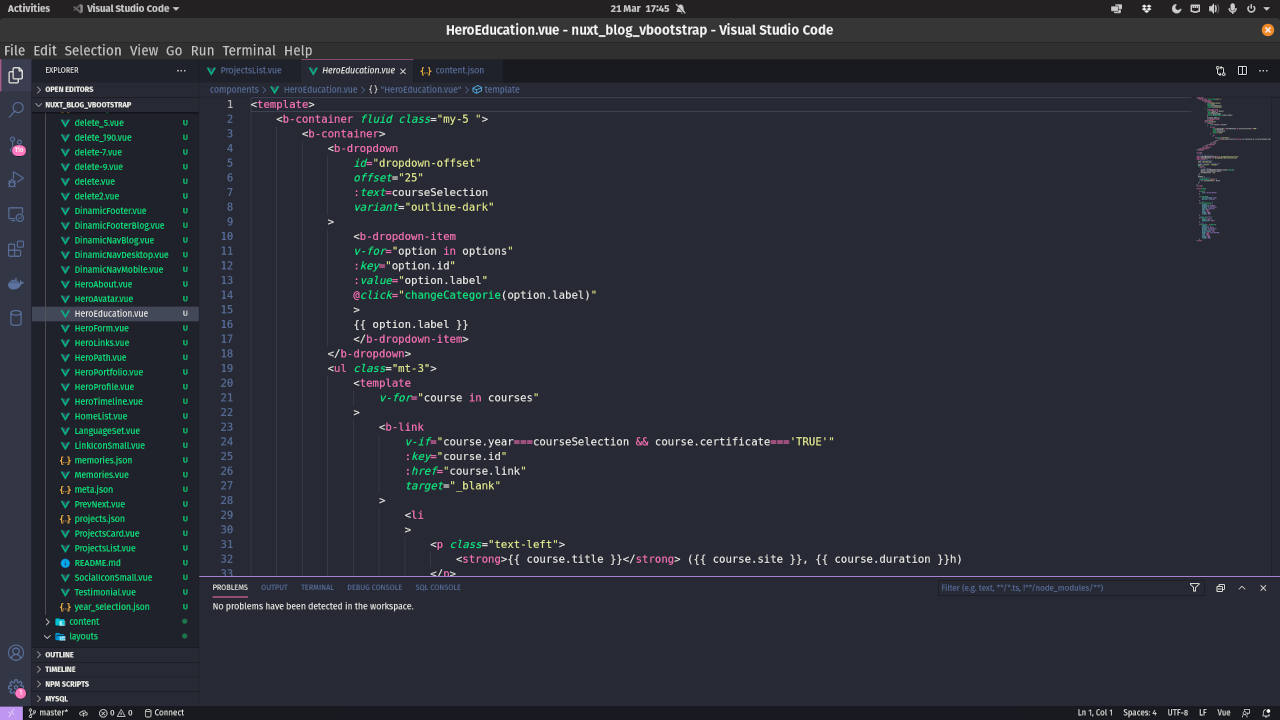 Activities
Visual Studio Code
21 Mar 17:45
HeroEducation.vue - nuxt_blog_vbootstrap - Visual Studio Code
File Edit Selection View Go Run Terminal Help
EXPLORER
OPEN EDITORS
NUXT_BLOG_VBOOTSTRAP
delete_5.vue U
delete_190.vue U
delete-7.vue U
delete-9.vue U
delete.vue U
delete2.vue U
DinamicFooter.vue U
DinamicFooterBlog.vue U
DinamicNavBlog.vue U
DinamicNavDesktop.vue U
DinamicNavMobile.vue U
HeroAbout.vue U
HeroAvatar.vue U
HeroEducation.vue U
HeroForm.vue U
HeroLinks.vue U
HeroPath.vue U
HeroPortfolio.vue U
HeroProfile.vue U
HeroTimeline.vue U
HomeList.vue U
LanguageSet.vue U
LinkIconSmall.vue U
memories.json U
Memories.vue U
meta.json U
PrevNext.vue U
projects.json U
ProjectsCard.vue U
ProjectsList.vue U
README.md U
SocialIconSmall.vue U
Testimonial.vue U
year_selection.json U
content
layouts
OUTLINE
TIMELINE
NPM SCRIPTS
MYSQL
ProjectsList.vue
HeroEducation.vue
content.json
components > HeroEducation.vue > {} "HeroEducation.vue" > template
1 <template>
2 <b-container fluid class="my-5 ">
3 <b-container>
4 <b-dropdown
5 id="dropdown-offset"
6 offset="25"
7 :text=courseSelection
8 variant="outline-dark"
9 >
10 <b-dropdown-item
11 v-for="option in options"
12 :key="option.id"
13 :value="option.label"
14 @click="changeCategorie(option.label)"
15 >
16 {{ option.label }}
17 </b-dropdown-item>
18 </b-dropdown>
19 <ul class="mt-3">
20 <template
21 v-for="course in courses"
22 >
23 <b-link
24 v-if="course.year===courseSelection && course.certificate==='TRUE'"
25 :key="course.id"
26 :href="course.link"
27 target="_blank"
28 >
29 <li
30 >
31 <p class="text-left">
32 <strong>{{ course.title }}</strong> ({{ course.site }}, {{ course.duration }}h)
33 </p>
PROBLEMS OUTPUT TERMINAL DEBUG CONSOLE SQL CONSOLE
Filter (e.g. text, **/*.ts, !**/node_modules/**)
No problems have been detected in the workspace.
master* 0 0 Connect
Ln 1, Col 1 Spaces: 4 UTF-8 LF Vue